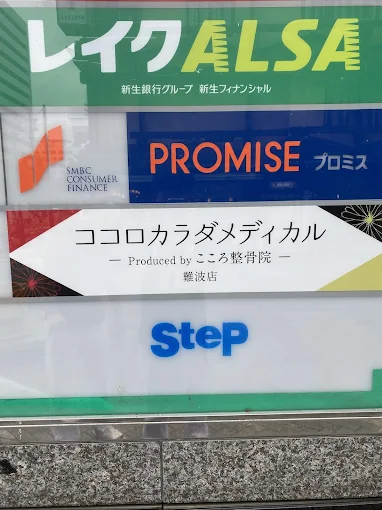 レイクALSA
新生銀行グループ 新生フィナンシャル
SMBC
CONSUMER
FINANCE
PROMISE プロミス
ココロカラダメディカル
― Produced by こころ整骨院 ―
難波店
Step